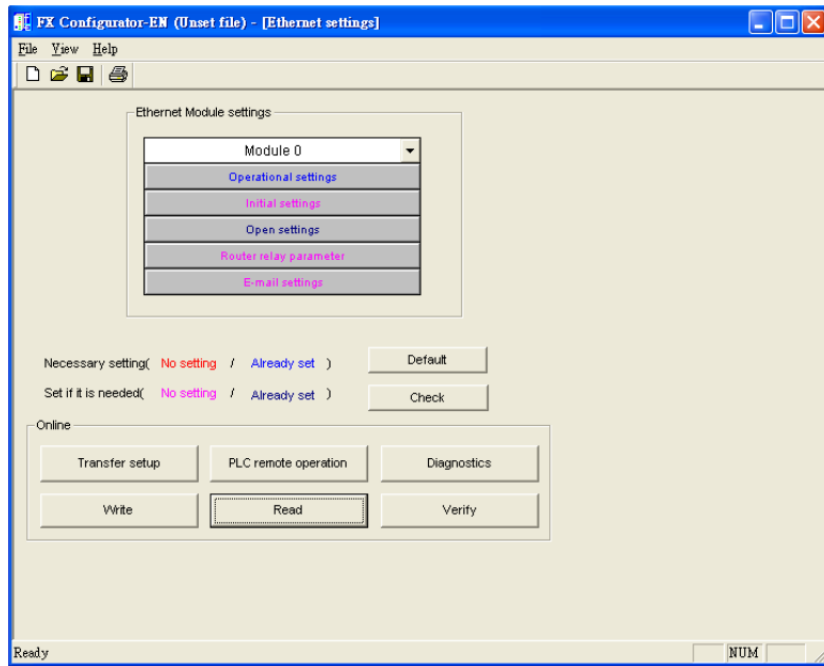 FX Configurator-EN (Unset file) - [Ethernet settings]
File View Help
Ethernet Module settings
Module 0
Operational settings
Initial settings
Open settings
Router relay parameter
E-mail settings
Necessary setting( No setting / Already set ) Default
Set if it is needed( No setting / Already set ) Check
Online
Transfer setup PLC remote operation Diagnostics
Write Read Verify
Ready NUM